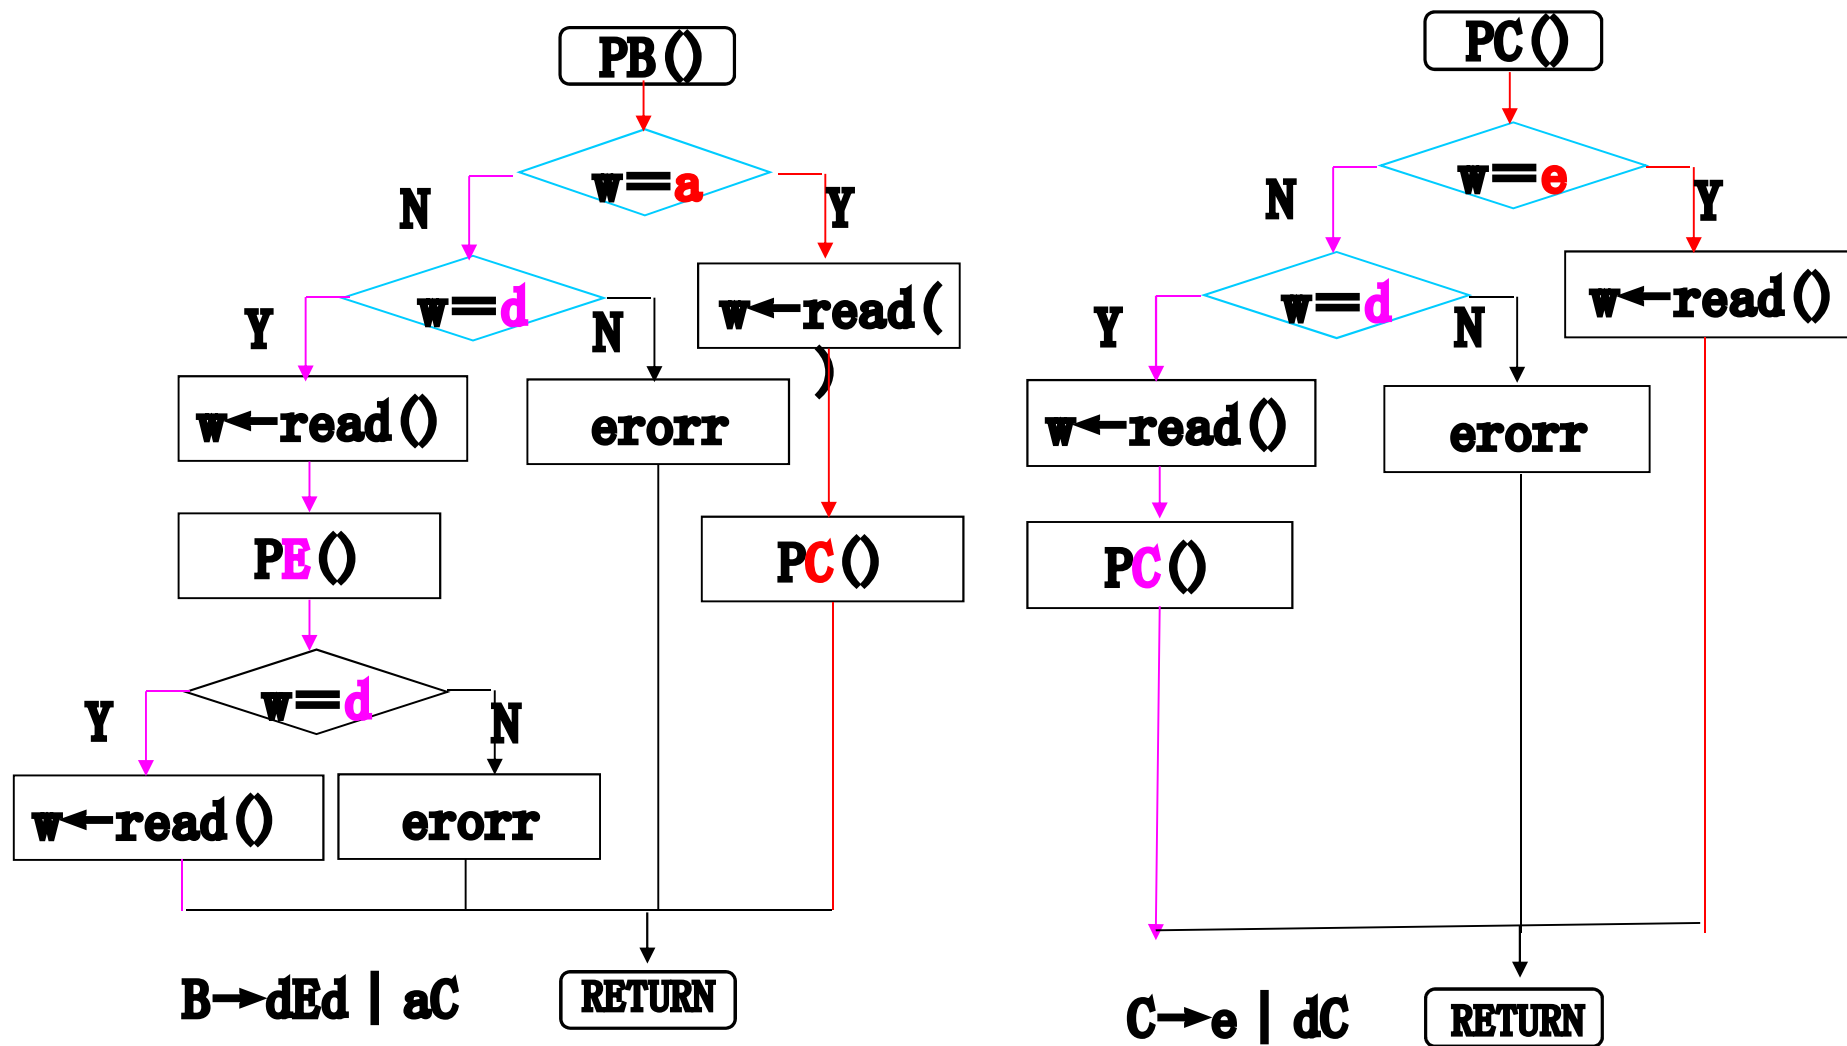 PB()
w==a
N
Y
w==d
w←read(
)
Y
N
w←read()
erorr
PE()
PC()
w==d
Y
N
w←read()
erorr
B→dEd | aC
RETURN
PC()
w==e
N
Y
w==d
w←read()
Y
N
w←read()
erorr
PC()
C→e | dC
RETURN